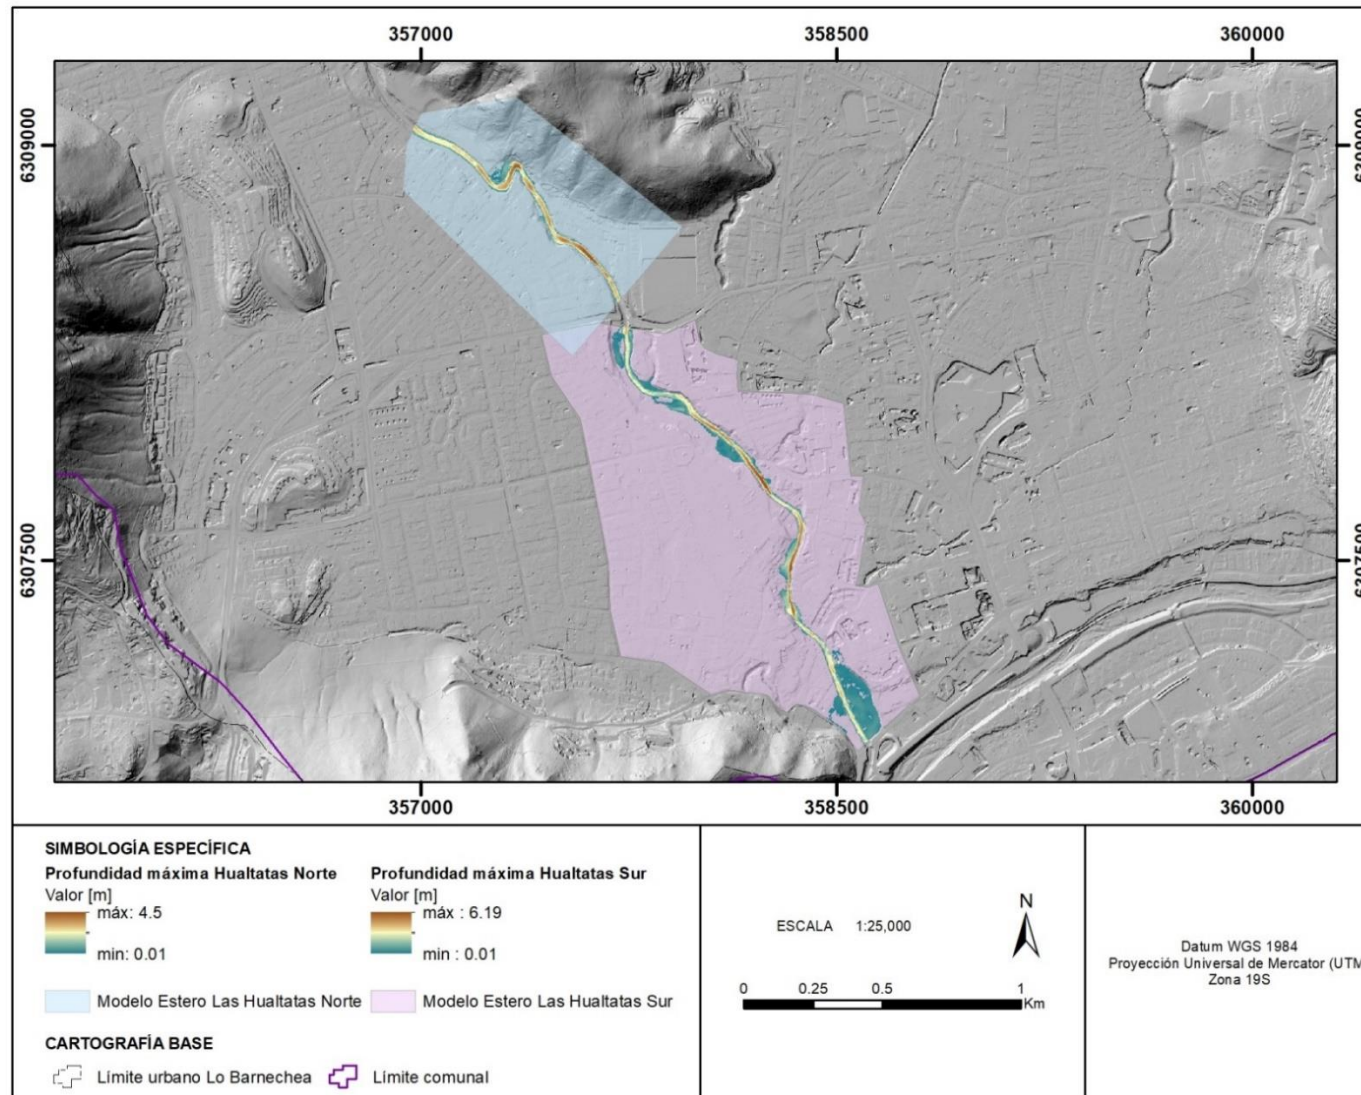 357000 358500 360000
6309000 6309000
6307500 6307500
357000 358500 360000
SIMBOLOGÍA ESPECÍFICA
Profundidad máxima Hualtatas Norte
Valor [m]
máx: 4.5
min: 0.01
Profundidad máxima Hualtatas Sur
Valor [m]
máx : 6.19
min : 0.01
Modelo Estero Las Hualtatas Norte
Modelo Estero Las Hualtatas Sur
CARTOGRAFÍA BASE
Límite urbano Lo Barnechea
Límite comunal
ESCALA 1:25,000
N
0 0.25 0.5 1
Km
Datum WGS 1984
Proyección Universal de Mercator (UTM
Zona 19S